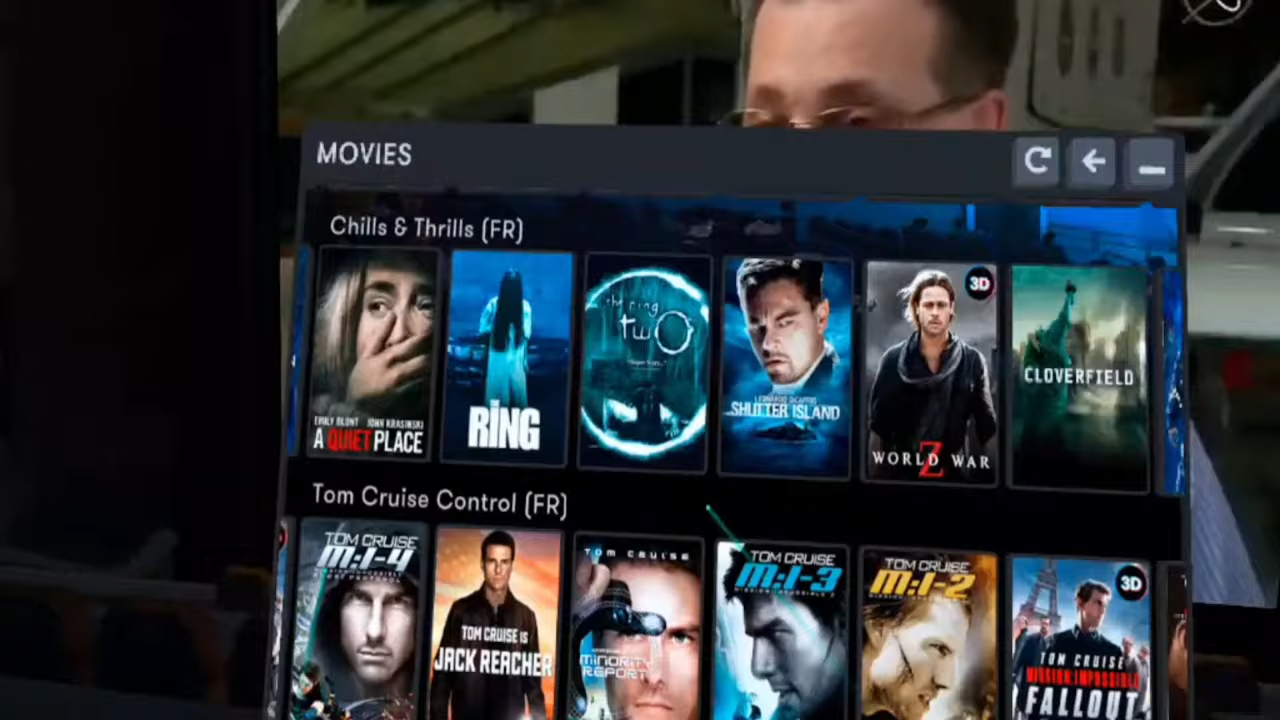 MOVIES
Chills & Thrills (FR)
EMILY BLUNT JOHN KRASINSKI
A QUIET PLACE
THE RING
the ring
two
LEONARDO DICAPRIO
SHUTTER ISLAND
3D
WORLD WAR
Z
CLOVERFIELD
Tom Cruise Control (FR)
TOM CRUISE
M:I-4
TOM CRUISE IS
JACK REACHER
TOM CRUISE
MINORITY
REPORT
TOM CRUISE
M:I-3
TOM CRUISE
M:I-2
3D
TOM CRUISE
MISSION: IMPOSSIBLE
FALLOUT